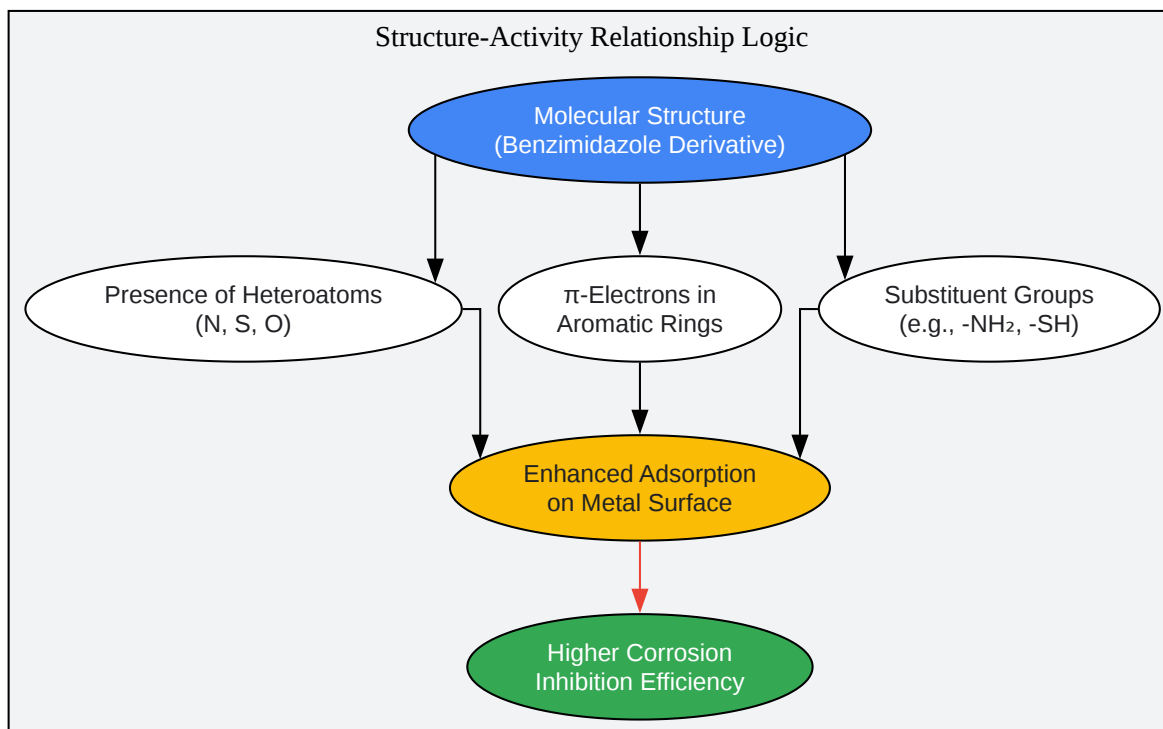 Structure-Activity Relationship Logic
Molecular Structure
(Benzimidazole Derivative)
Presence of Heteroatoms
(N, S, O)
π-Electrons in
Aromatic Rings
Substituent Groups
(e.g., -NH₂, -SH)
Enhanced Adsorption
on Metal Surface
Higher Corrosion
Inhibition Efficiency